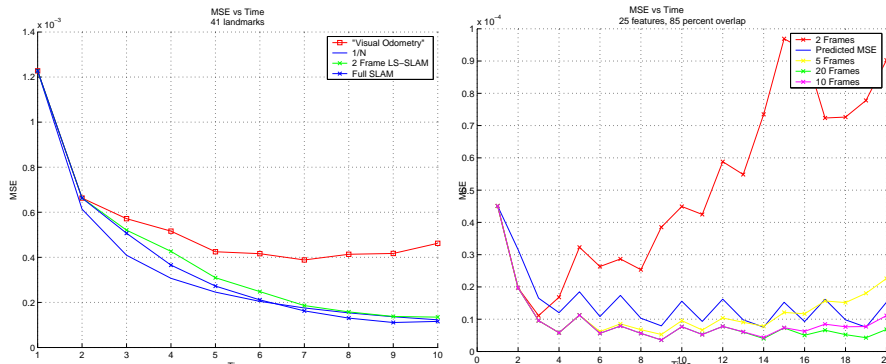 MSE vs Time
41 landmarks
x 10^-3
1.4
1.2
1
0.8
0.6
0.4
0.2
0
MSE
1 2 3 4 5 6 7 8 9 10
"Visual Odometry"
1/N
2 Frame LS-SLAM
Full SLAM
MSE vs Time
25 features, 85 percent overlap
x 10^-4
1
0.9
0.8
0.7
0.6
0.5
0.4
0.3
0.2
0.1
0
MSE
0 2 4 6 8 10 12 14 16 18
2 Frames
Predicted MSE
5 Frames
20 Frames
10 Frames